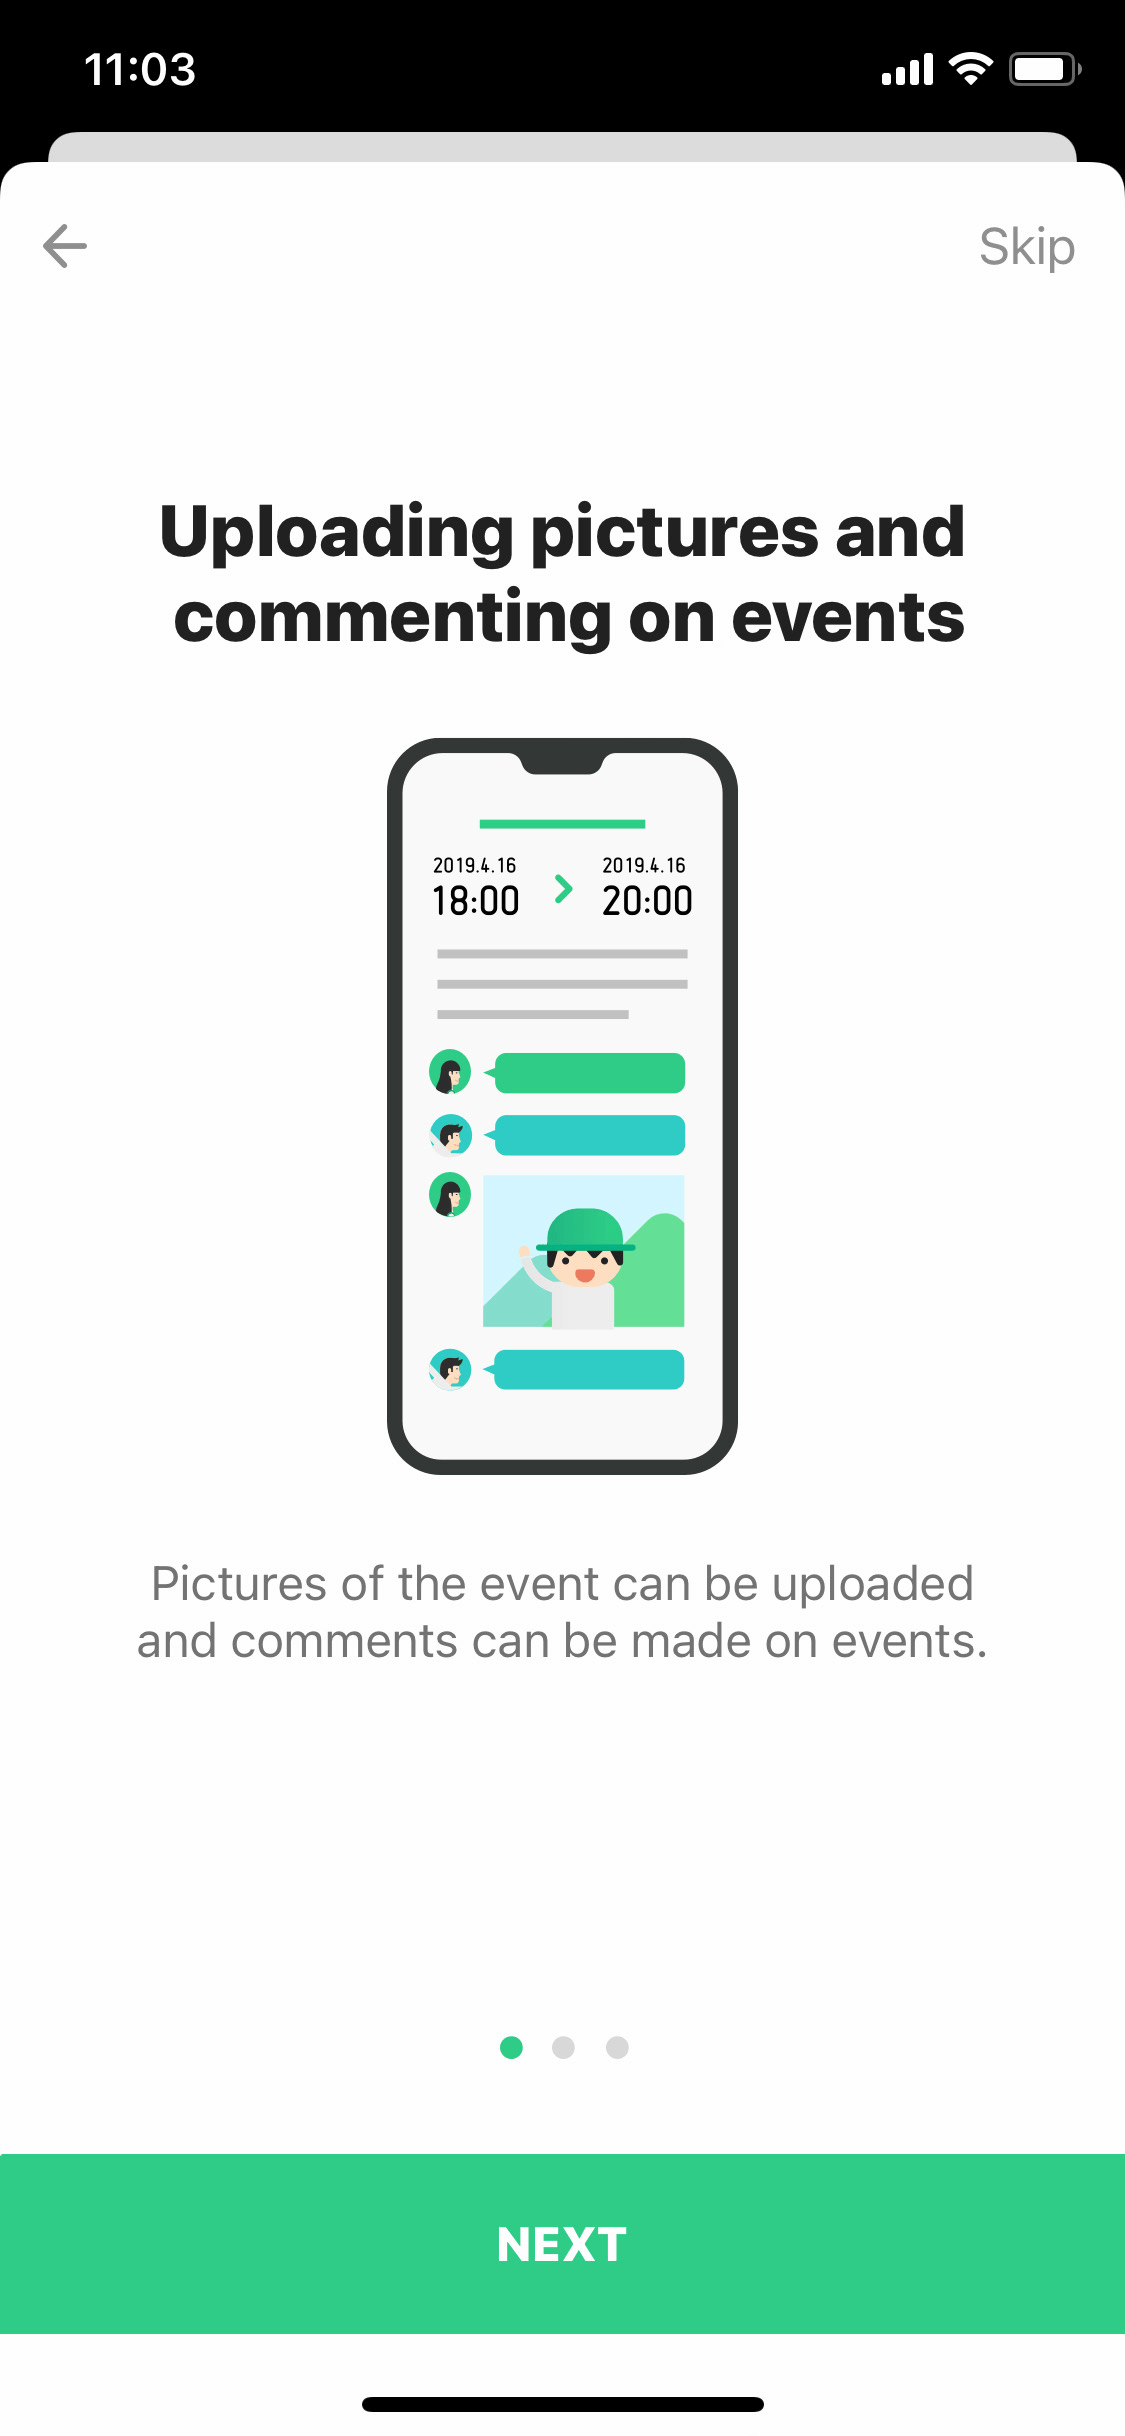 11:03
Skip
Uploading pictures and
commenting on events
2019.4.16 2019.4.16
18:00 20:00
Pictures of the event can be uploaded
and comments can be made on events.
NEXT